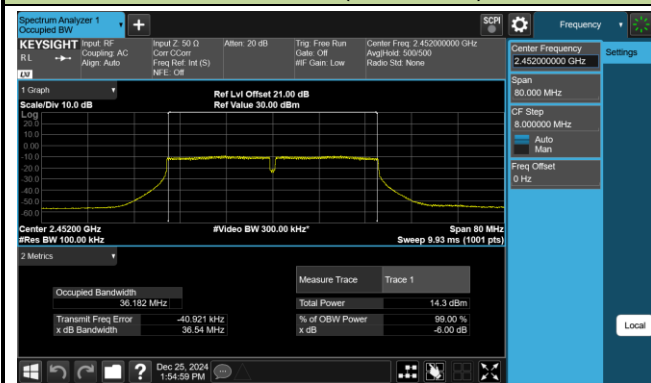 Spectrum Analyzer 1
Occupied BW
SCPI
Frequency
KEYSIGHT
RL
LXI
Input: RF
Coupling: AC
Align: Auto
Input Z: 50 Ω
Corr CCorr
Freq Ref: Int (S)
NFE: Off
Atten: 20 dB
Trig: Free Run
Gate: Off
#IF Gain: Low
Center Freq: 2.452000000 GHz
Avg|Hold: 500/500
Radio Std: None
Center Frequency
2.452000000 GHz
Settings
Span
80.000 MHz
CF Step
8.000000 MHz
Auto
Man
Freq Offset
0 Hz
Local
1 Graph
Scale/Div 10.0 dB
Ref Lvl Offset 21.00 dB
Ref Value 30.00 dBm
Log
20.0
10.0
0.00
-10.0
-20.0
-30.0
-40.0
-50.0
-60.0
Center 2.45200 GHz
#Video BW 300.00 kHz*
Span 80 MHz
#Res BW 100.00 kHz
Sweep 9.93 ms (1001 pts)
2 Metrics
Measure Trace Trace 1
Occupied Bandwidth
36.182 MHz
Total Power 14.3 dBm
Transmit Freq Error -40.921 kHz
% of OBW Power 99.00 %
x dB Bandwidth 36.54 MHz
x dB -6.00 dB
?
Dec 25, 2024
1:54:59 PM